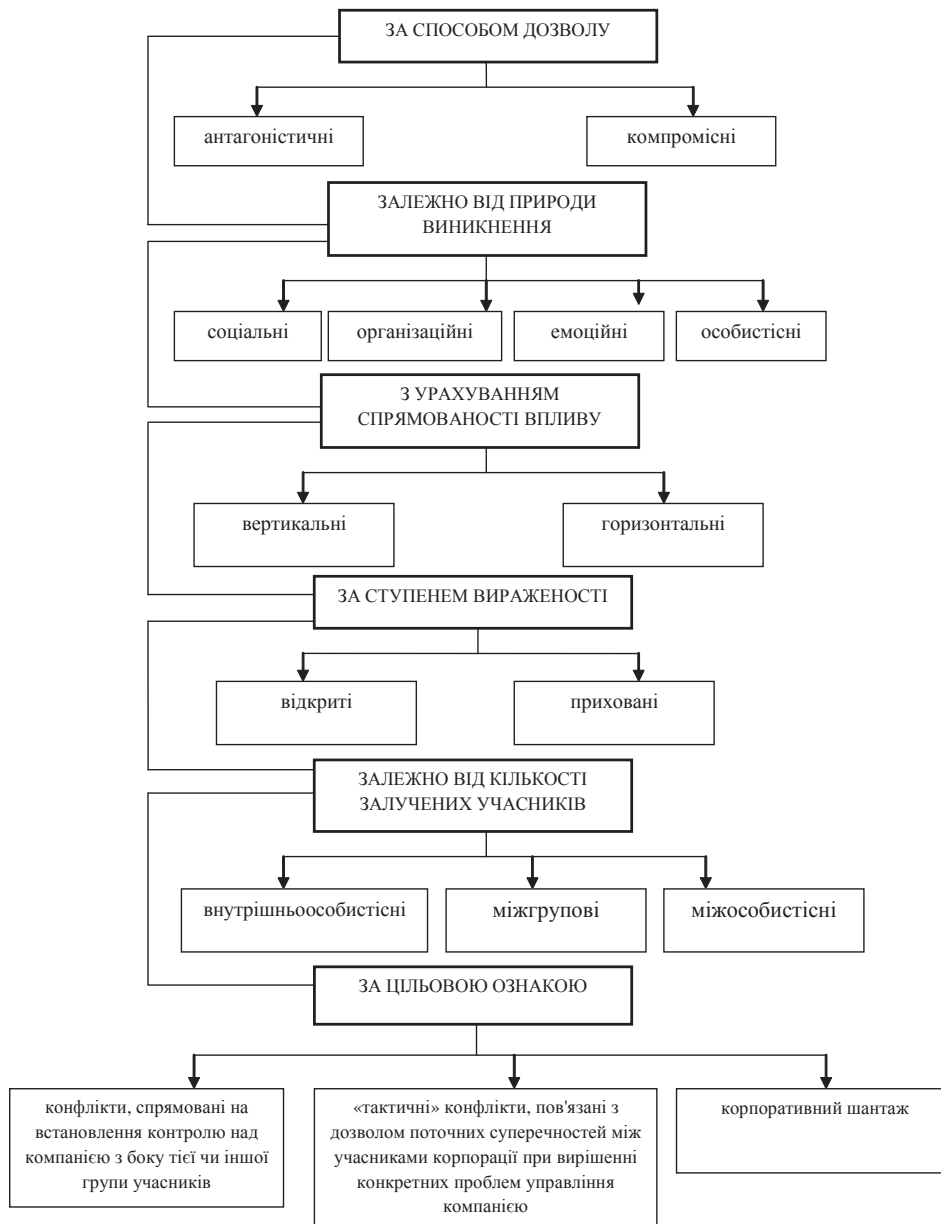 ЗА СПОСОБОМ ДОЗВОЛУ
антагоністичні
компромісні
ЗАЛЕЖНО ВІД ПРИРОДИ
ВИНИКНЕННЯ
соціальні
організаційні
емоційні
особистісні
З УРАХУВАННЯМ
СПРЯМОВАНОСТІ ВПЛИВУ
вертикальні
горизонтальні
ЗА СТУПЕНЕМ ВИРАЖЕНОСТІ
відкриті
приховані
ЗАЛЕЖНО ВІД КІЛЬКОСТІ
ЗАЛУЧЕНИХ УЧАСНИКІВ
внутрішньоособистісні
міжгрупові
міжособистісні
ЗА ЦІЛЬОВОЮ ОЗНАКОЮ
конфлікти, спрямовані на
встановлення контролю над
компанією з боку тієї чи іншої
групи учасників
«тактичні» конфлікти, пов'язані з
дозволом поточних суперечностей між
учасниками корпорації при вирішенні
конкретних проблем управління
компанією
корпоративний шантаж